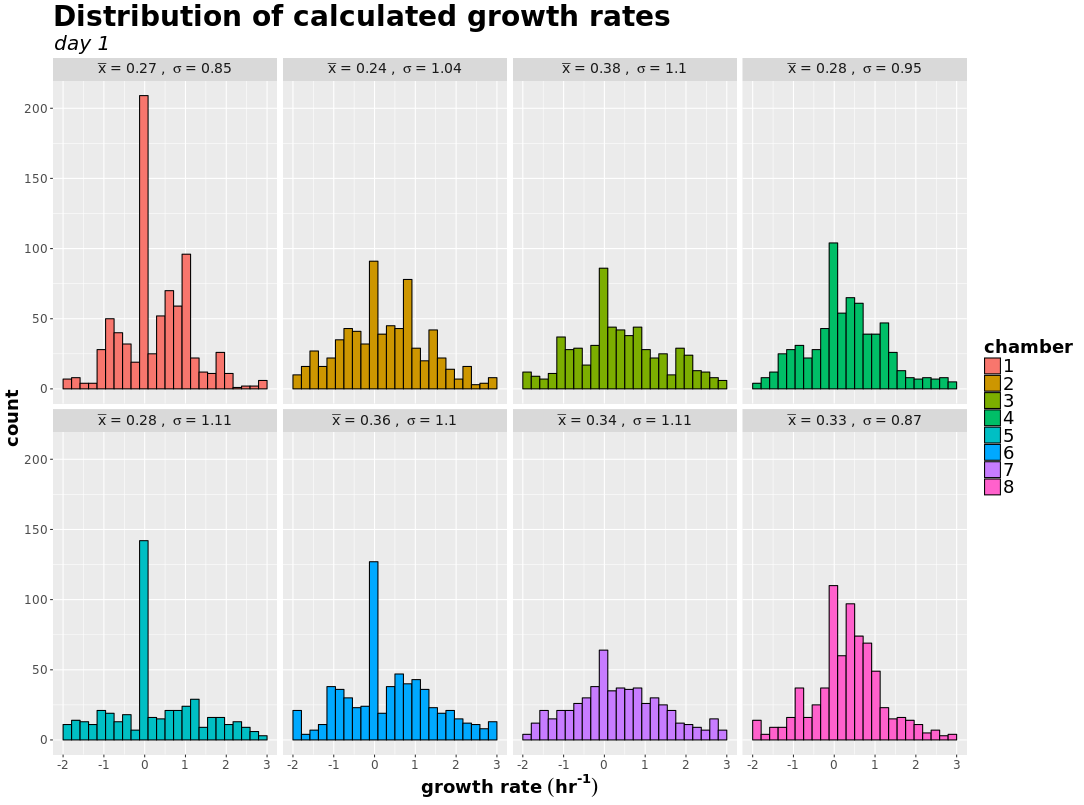 Distribution of calculated growth rates
day 1
x̅ = 0.27 , σ = 0.85
x̅ = 0.24 , σ = 1.04
x̅ = 0.38 , σ = 1.1
x̅ = 0.28 , σ = 0.95
200
150
100
50
0
x̅ = 0.28 , σ = 1.11
x̅ = 0.36 , σ = 1.1
x̅ = 0.34 , σ = 1.11
x̅ = 0.33 , σ = 0.87
200
150
100
50
0
-2 -1 0 1 2 3
-2 -1 0 1 2 3
-2 -1 0 1 2 3
-2 -1 0 1 2 3
count
growth rate (hr⁻¹)
chamber
1
2
3
4
5
6
7
8